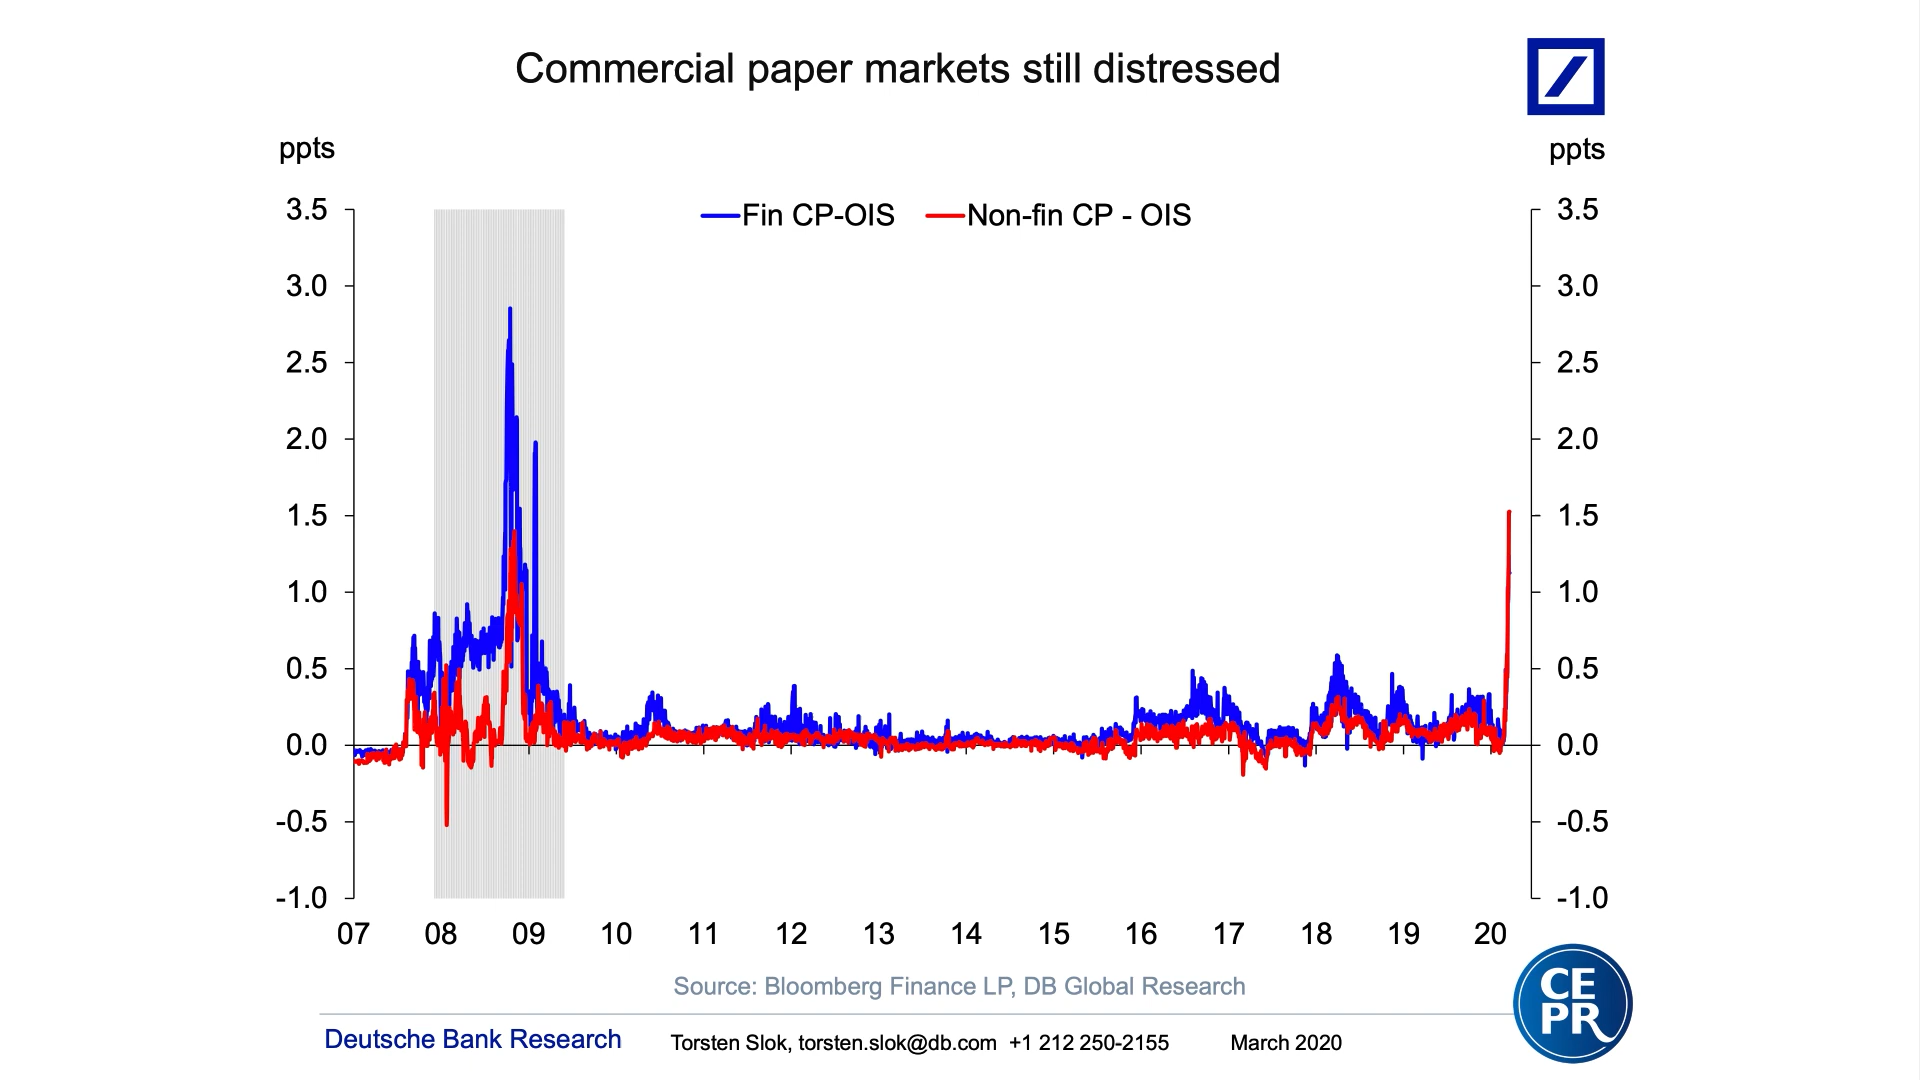 Commercial paper markets still distressed
ppts
ppts
Fin CP-OIS
Non-fin CP - OIS
3.5
3.0
2.5
2.0
1.5
1.0
0.5
0.0
-0.5
-1.0
3.5
3.0
2.5
2.0
1.5
1.0
0.5
0.0
-0.5
-1.0
07 08 09 10 11 12 13 14 15 16 17 18 19 20
Source: Bloomberg Finance LP, DB Global Research
Deutsche Bank Research
Torsten Slok, torsten.slok@db.com +1 212 250-2155
March 2020
CE
PR